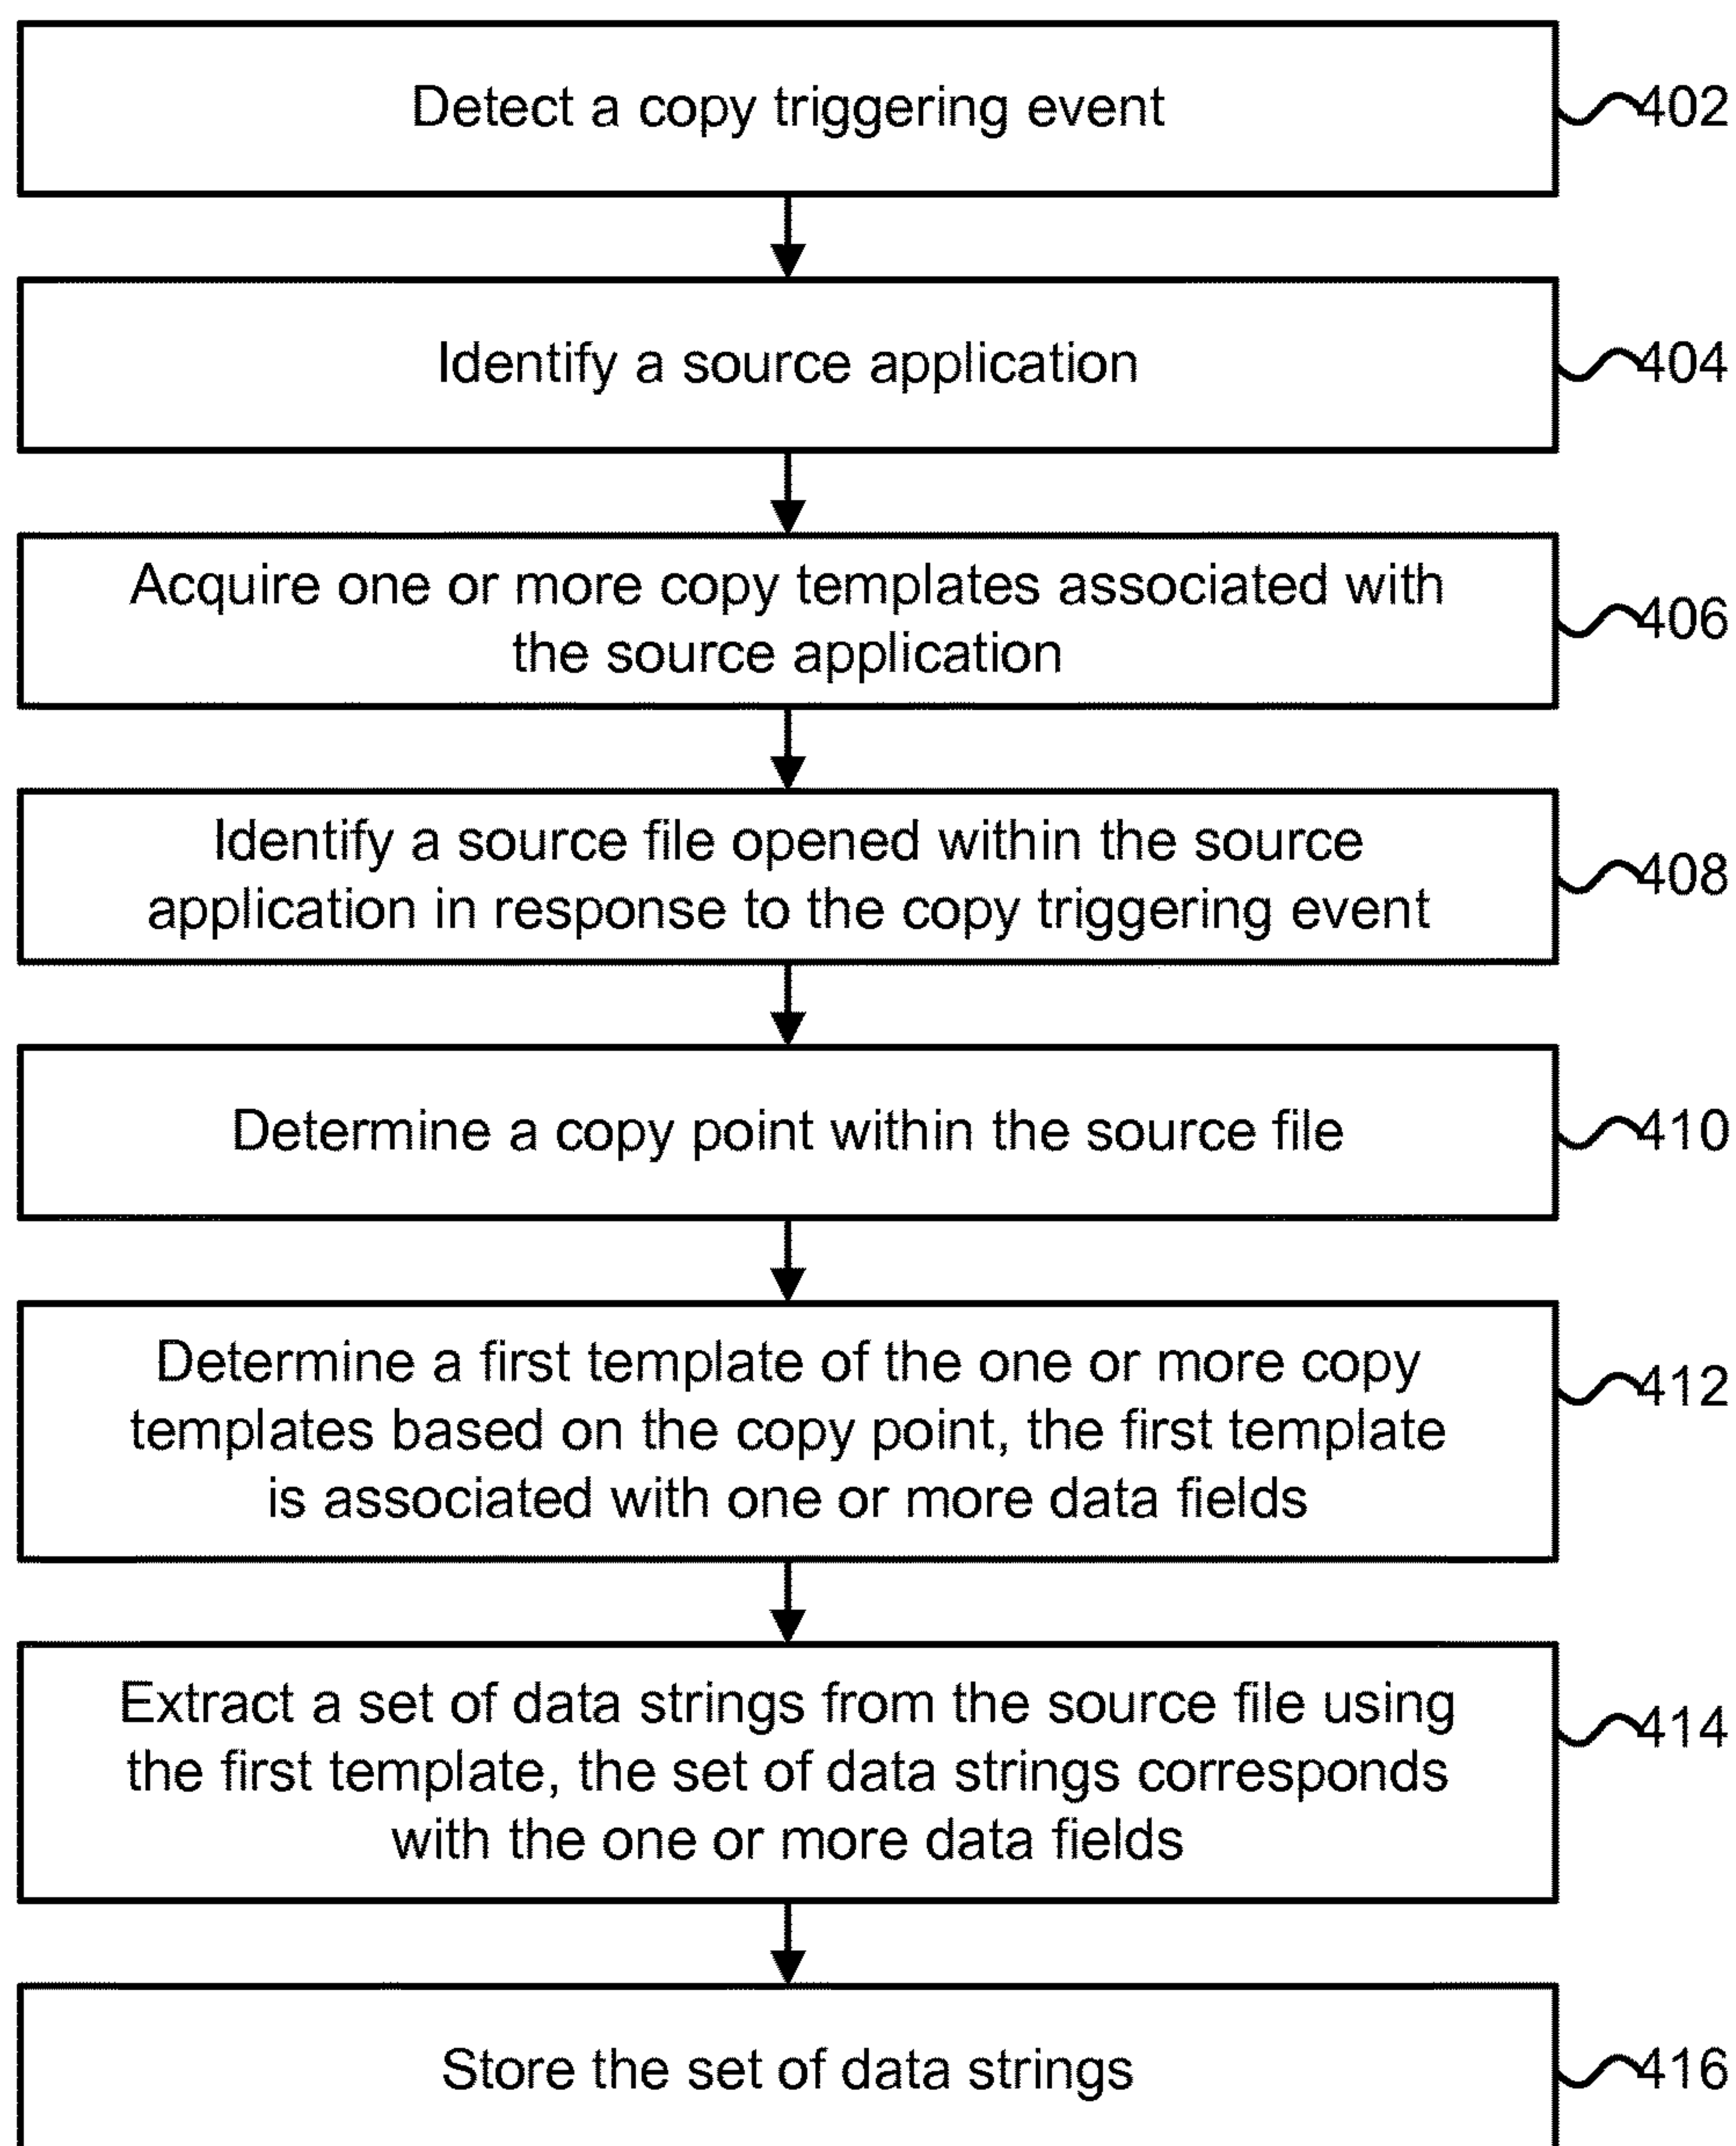 Detect a copy triggering event
402
Identify a source application
404
Acquire one or more copy templates associated with
the source application
406
Identify a source file opened within the source
application in response to the copy triggering event
408
Determine a copy point within the source file
410
Determine a first template of the one or more copy
templates based on the copy point, the first template
is associated with one or more data fields
412
Extract a set of data strings from the source file using
the first template, the set of data strings corresponds
with the one or more data fields
414
Store the set of data strings
416